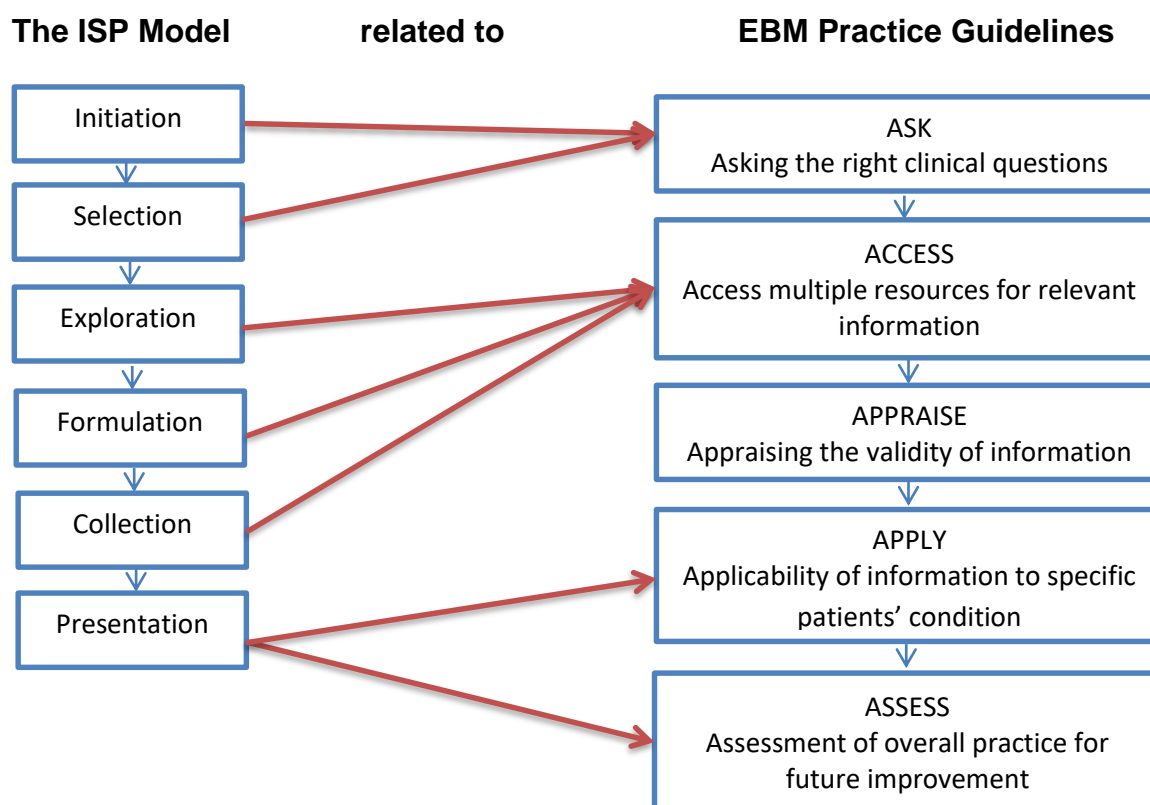 The ISP Model related to EBM Practice Guidelines
Initiation
Selection
Exploration
Formulation
Collection
Presentation
ASK
Asking the right clinical questions
ACCESS
Access multiple resources for relevant
information
APPRAISE
Appraising the validity of information
APPLY
Applicability of information to specific
patients’ condition
ASSESS
Assessment of overall practice for
future improvement